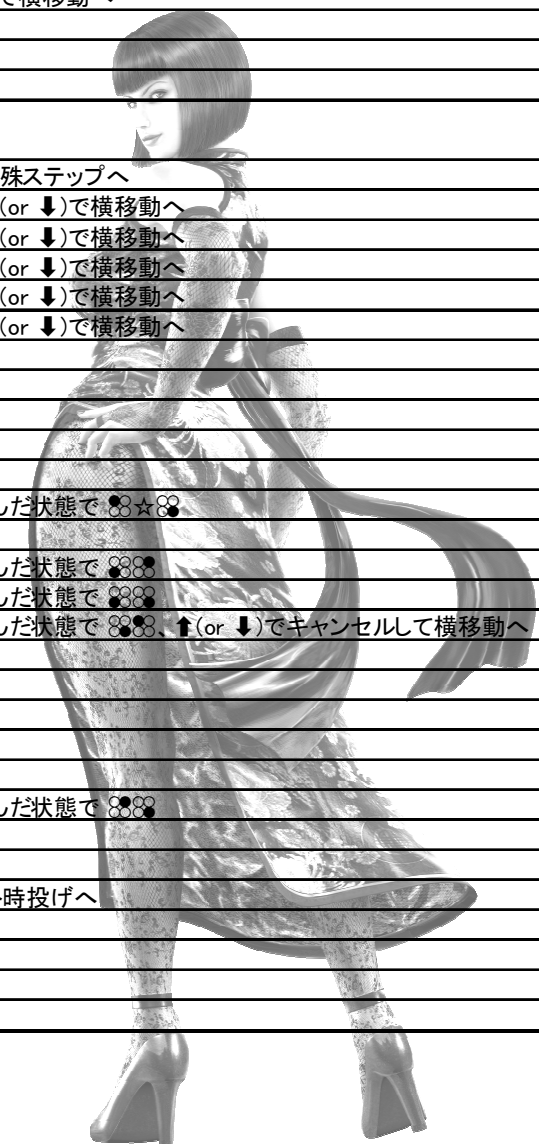 で横移動へ
殊ステップへ
(or ⬇)で横移動へ
(or ⬇)で横移動へ
(or ⬇)で横移動へ
(or ⬇)で横移動へ
(or ⬇)で横移動へ
んだ状態で ☆
んだ状態で
んだ状態で
んだ状態で 、⬆(or ⬇)でキャンセルして横移動へ
んだ状態で
時投げへ